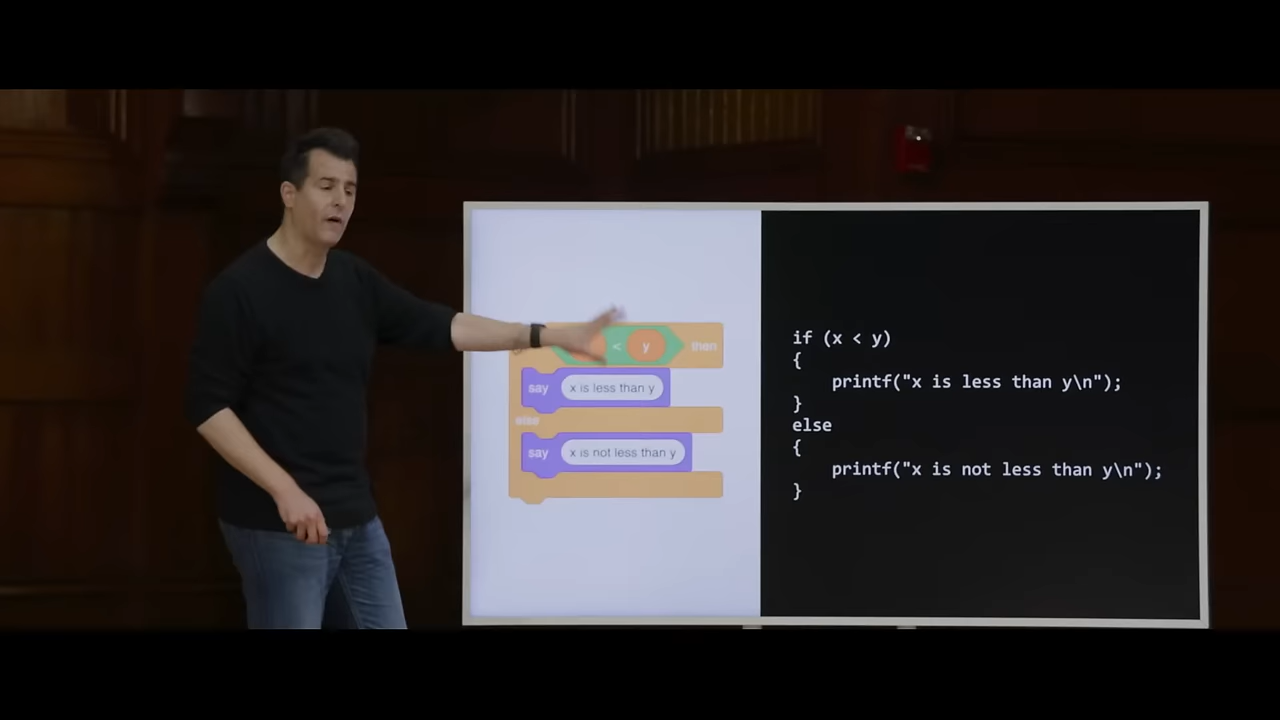 < y then
say x is less than y
else
say x is not less than y
if (x < y)
{
printf("x is less than y\n");
}
else
{
printf("x is not less than y\n");
}